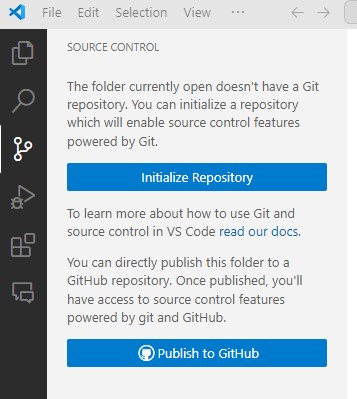 File Edit Selection View ···
SOURCE CONTROL
The folder currently open doesn't have a Git
repository. You can initialize a repository
which will enable source control features
powered by Git.
Initialize Repository
To learn more about how to use Git and
source control in VS Code read our docs.
You can directly publish this folder to a
GitHub repository. Once published, you'll
have access to source control features
powered by git and GitHub.
Publish to GitHub